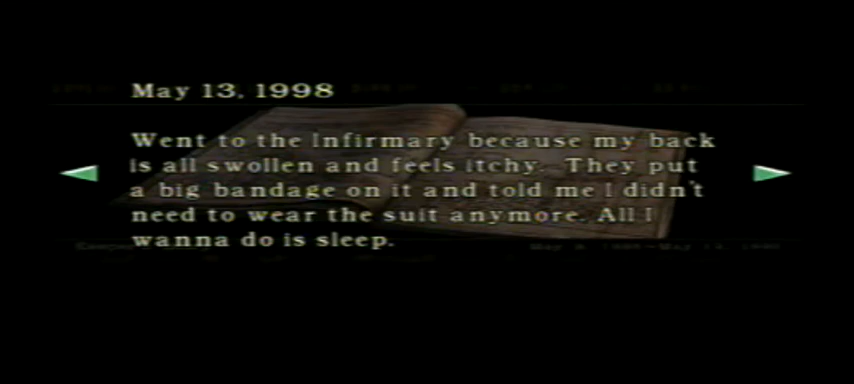 May 13, 1998
Went to the Infirmary because my back
is all swollen and feels itchy. They put
a big bandage on it and told me I didn't
need to wear the suit anymore. All I
wanna do is sleep.